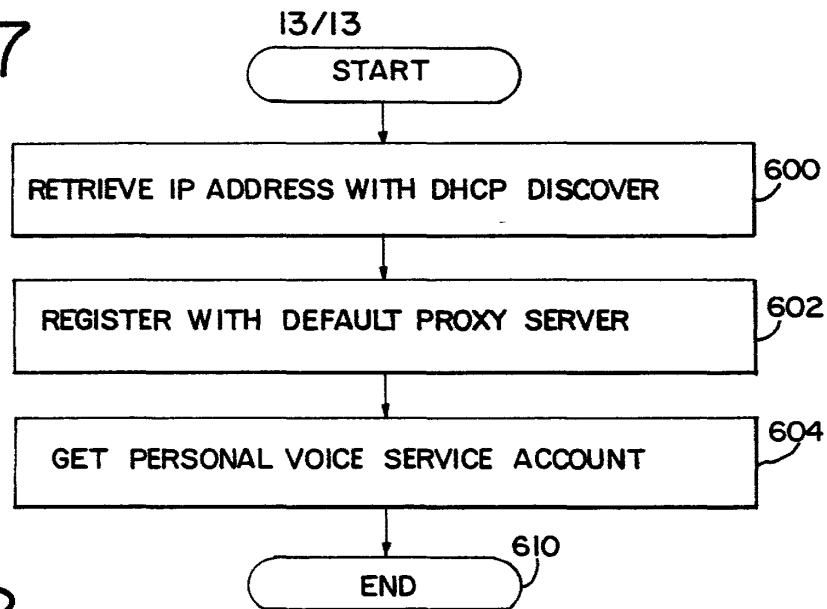 7
13/13
START
RETRIEVE IP ADDRESS WITH DHCP DISCOVER
600
REGISTER WITH DEFAULT PROXY SERVER
602
GET PERSONAL VOICE SERVICE ACCOUNT
604
610
END